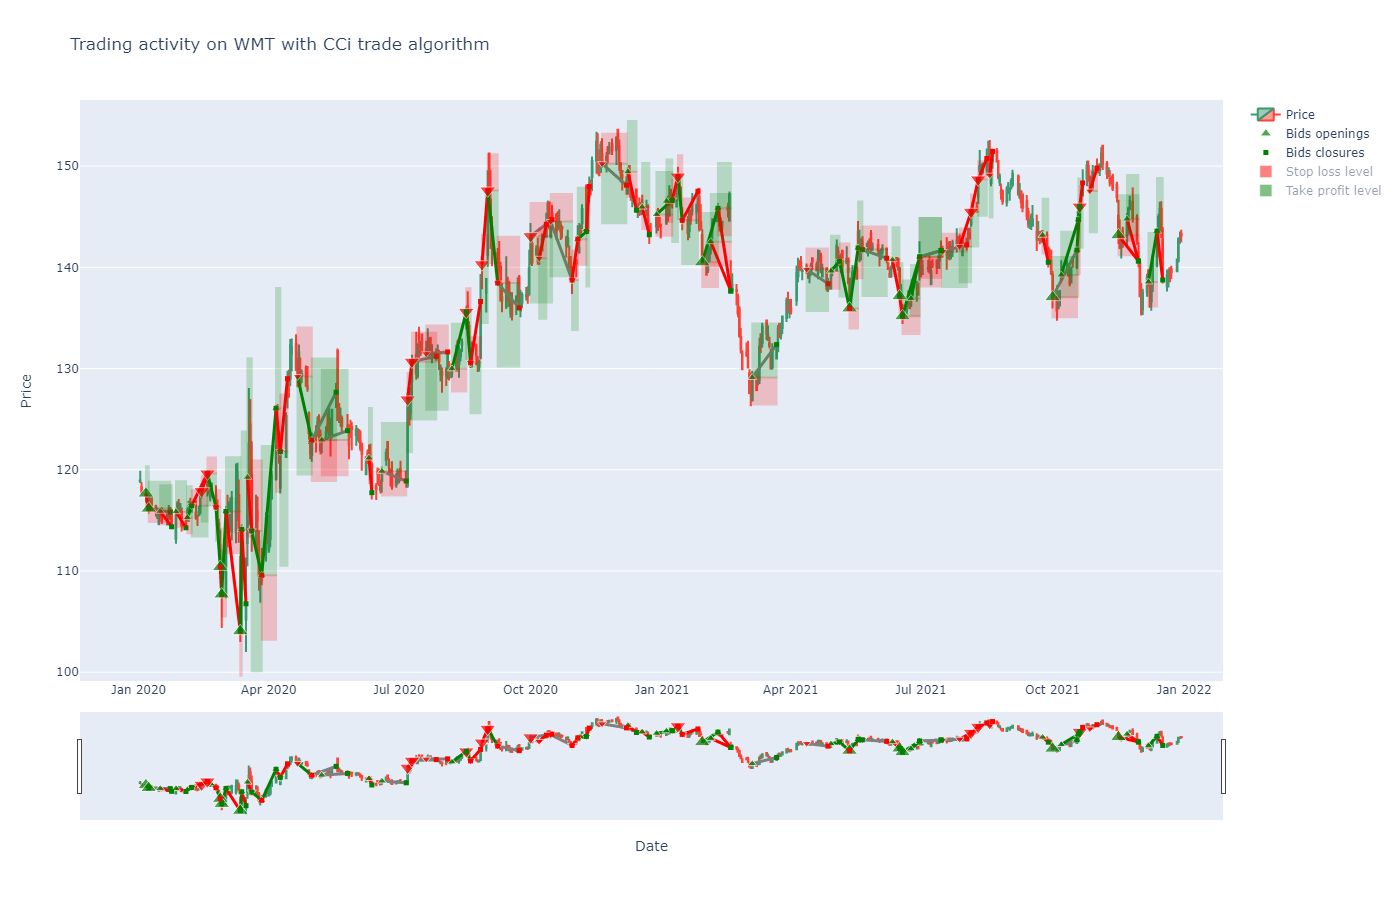 Trading activity on WMT with CCi trade algorithm
Price
Bids openings
Bids closures
Stop loss level
Take profit level
Price
150
140
130
120
110
100
Jan 2020
Apr 2020
Jul 2020
Oct 2020
Jan 2021
Apr 2021
Jul 2021
Oct 2021
Jan 2022
Date